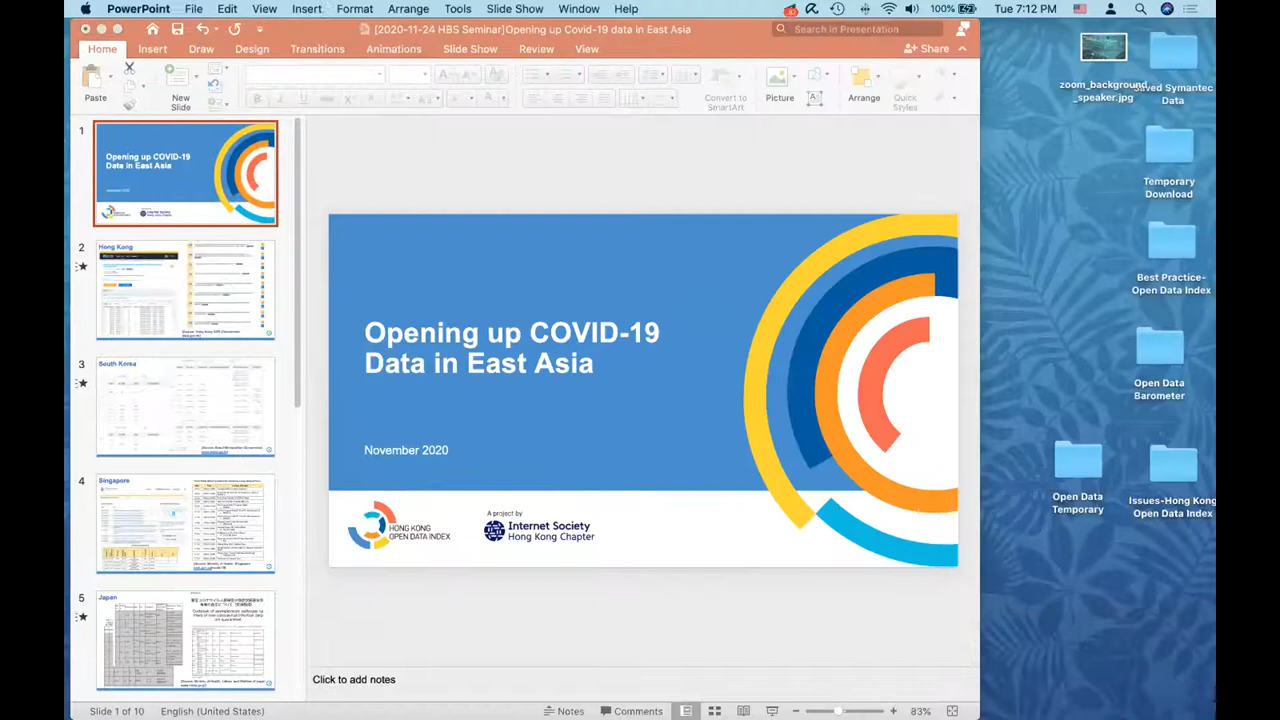 PowerPoint File Edit View Insert Format Arrange Tools Slide Show Window Help 100% Tue 7:12 PM
[2020-11-24 HBS Seminar]Opening up Covid-19 data in East Asia
Search in Presentation
Home Insert Draw Design Transitions Animations Slide Show Review View Share
Paste
New
Slide
Convert to
SmartArt
Picture
Arrange
Quick
Styles
zoom_background
_speaker.jpg
Saved Symantec
Data
Temporary
Download
Best Practice-
Open Data Index
Open Data
Barometer
Open Data
Temporary
Issues-Hong Kong
Open Data Index
1
Opening up COVID-19
Data in East Asia
2
Hong Kong
3
South Korea
4
Singapore
5
Japan
Opening up COVID-19
Data in East Asia
November 2020
HONG KONG
OPEN DATA INDEX
A project by
Internet Society
Hong Kong Chapter
Click to add notes
Slide 1 of 10 English (United States) Notes Comments 83%